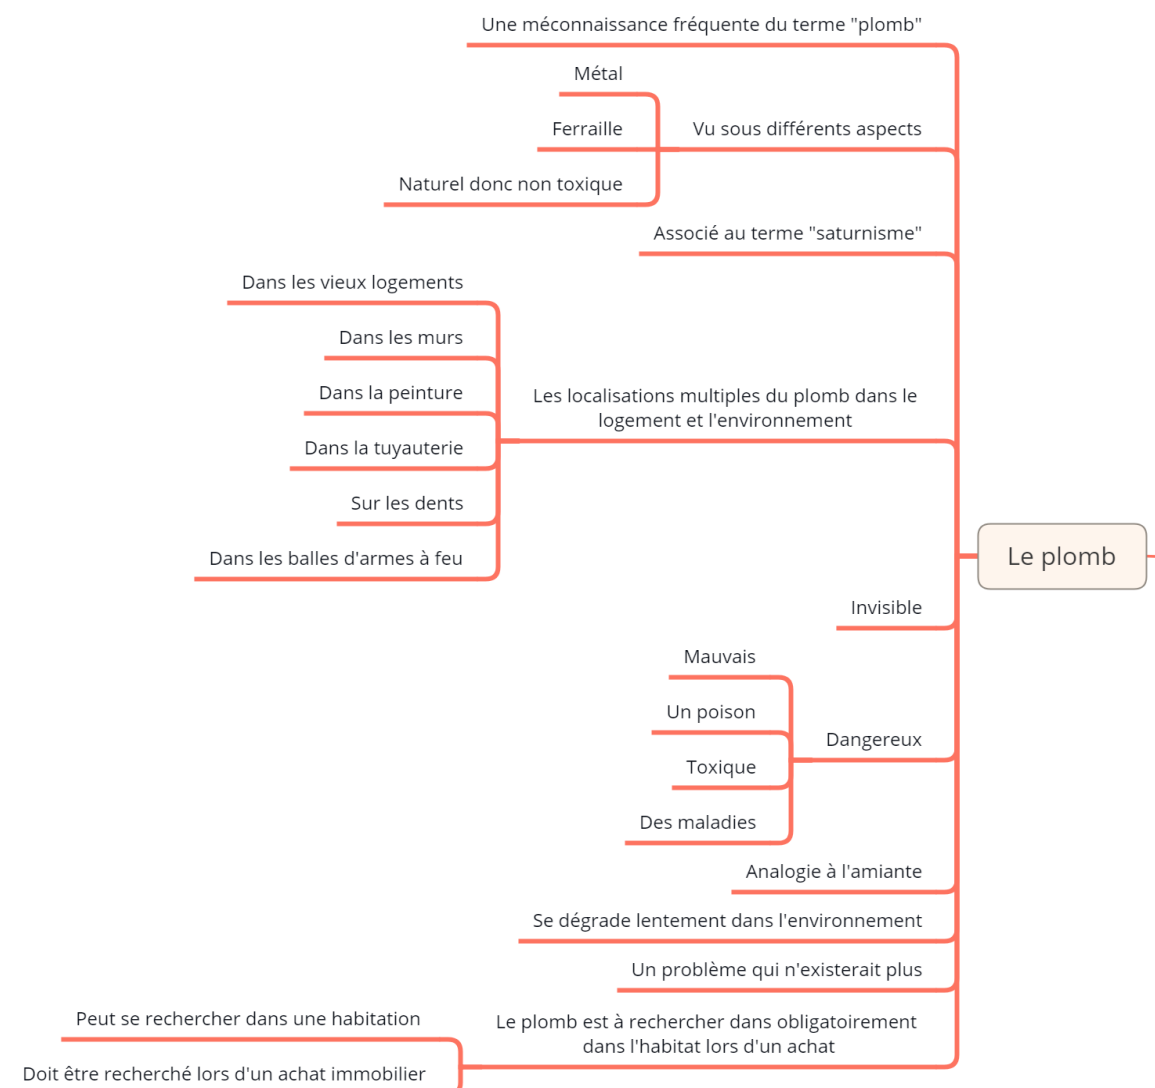 Une méconnaissance fréquente du terme "plomb"
Métal
Ferraille
Vu sous différents aspects
Naturel donc non toxique
Associé au terme "saturnisme"
Dans les vieux logements
Dans les murs
Dans la peinture
Les localisations multiples du plomb dans le
logement et l'environnement
Dans la tuyauterie
Sur les dents
Dans les balles d'armes à feu
Le plomb
Invisible
Mauvais
Un poison
Dangereux
Toxique
Des maladies
Analogie à l'amiante
Se dégrade lentement dans l'environnement
Un problème qui n'existerait plus
Peut se rechercher dans une habitation
Le plomb est à rechercher dans obligatoirement
dans l'habitat lors d'un achat
Doit être recherché lors d'un achat immobilier